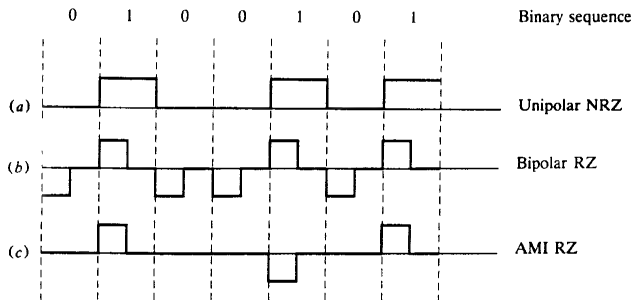 0 1 0 0 1 0 1 Binary sequence
(a) Unipolar NRZ
(b) Bipolar RZ
(c) AMI RZ